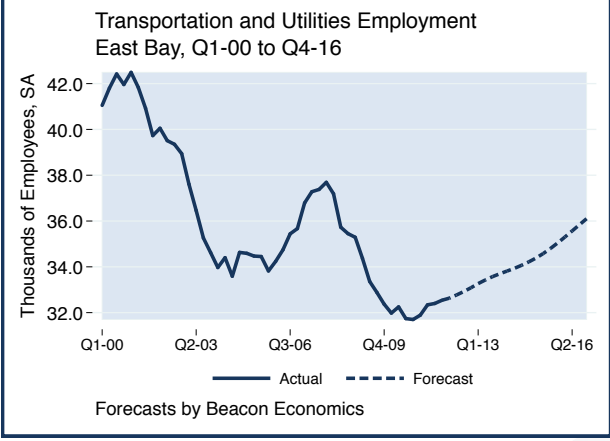 Transportation and Utilities Employment
East Bay, Q1-00 to Q4-16
Thousands of Employees, SA
42.0
40.0
38.0
36.0
34.0
32.0
Q1-00 Q2-03 Q3-06 Q4-09 Q1-13 Q2-16
Actual Forecast
Forecasts by Beacon Economics